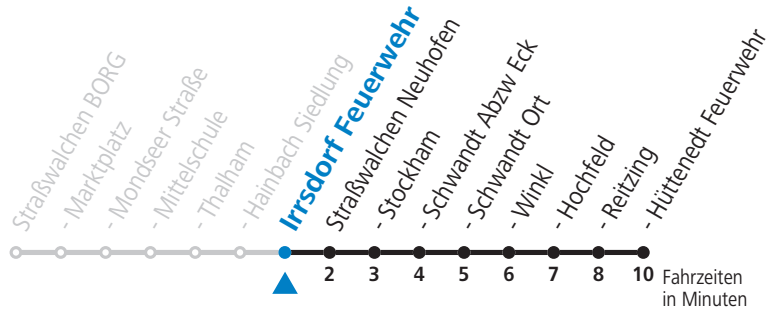 Straßwalchen BORG
- Marktplatz
- Mondseer Straße
- Mittelschule
- Thalham
- Hainbach Siedlung
Irrsdorf Feuerwehr
Straßwalchen Neuhofen
- Stockham
- Schwandt Abzw Eck
- Schwandt Ort
- Winkl
- Hochfeld
- Reitzing
- Hüttenedt Feuerwehr
2 3 4 5 6 7 8 10 Fahrzeiten
in Minuten